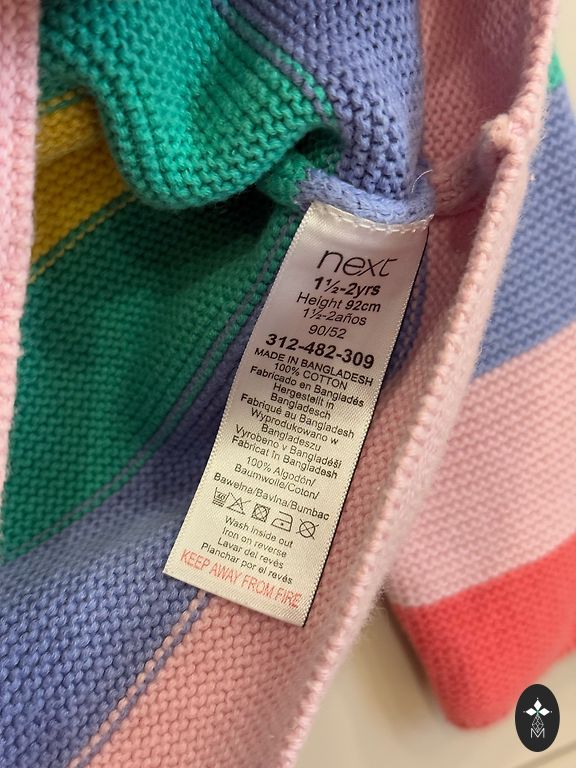 next
1½-2yrs
Height 92cm
1½-2años
90/52
312-482-309
MADE IN BANGLADESH
100% COTTON
Fabricado en Bangladés
Hergestellt in
Bangladesch
Fabriqué au Bangladesh
Wyprodukowano w
Bangladeszu
Vyrobeno v Bangladéši
Fabricat în Bangladesh
100% Algodón/
Baumwolle/Coton/
Bawełna/Bavlna/Bumbac
Wash inside out
Iron on reverse
Lavar del revés
Planchar por el revés
KEEP AWAY FROM FIRE
M